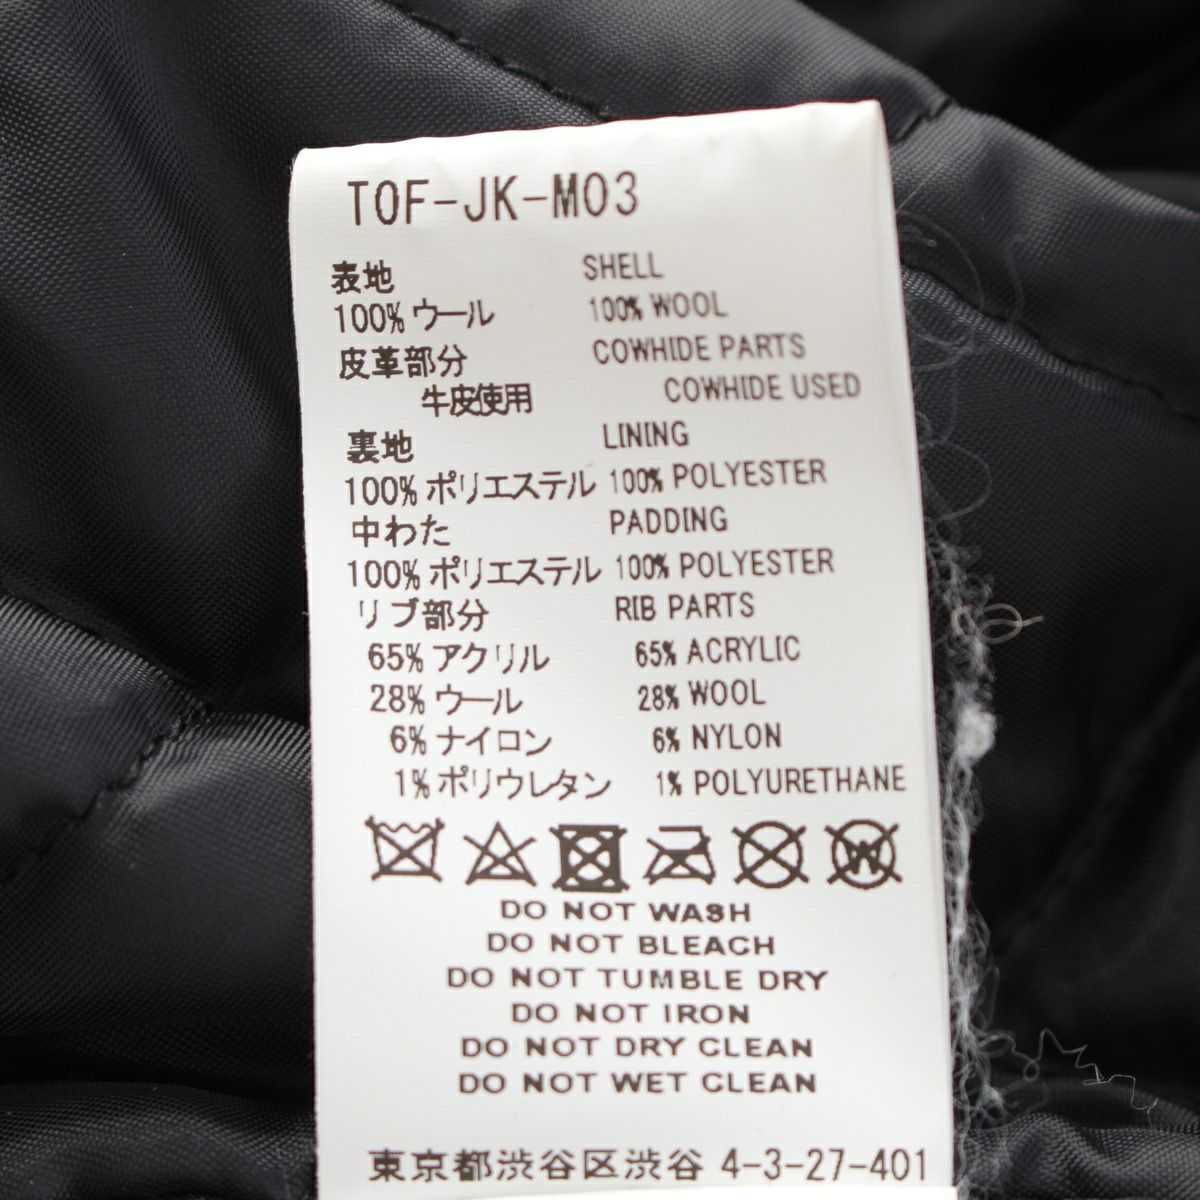 TOF-JK-M03
表地 SHELL
100% ウール 100% WOOL
皮革部分 COWHIDE PARTS
牛皮使用 COWHIDE USED
裏地 LINING
100% ポリエステル 100% POLYESTER
中わた PADDING
100% ポリエステル 100% POLYESTER
リブ部分 RIB PARTS
65% アクリル 65% ACRYLIC
28% ウール 28% WOOL
6% ナイロン 6% NYLON
1% ポリウレタン 1% POLYURETHANE
W
DO NOT WASH
DO NOT BLEACH
DO NOT TUMBLE DRY
DO NOT IRON
DO NOT DRY CLEAN
DO NOT WET CLEAN
東京都渋谷区渋谷 4-3-27-401